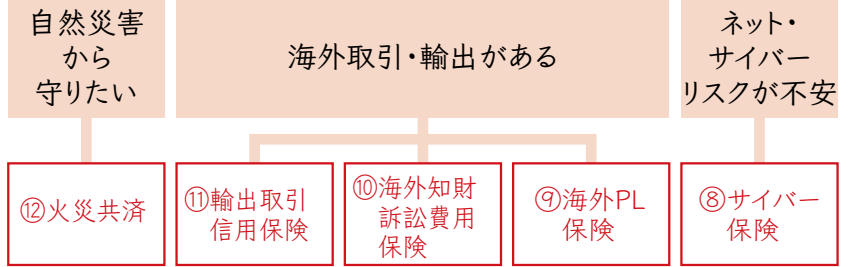 自然災害
から
守りたい
海外取引・輸出がある
ネット・
サイバー
リスクが不安
⑫火災共済
⑪輸出取引
信用保険
⑩海外知財
訴訟費用
保険
⑨海外PL
保険
⑧サイバー
保険